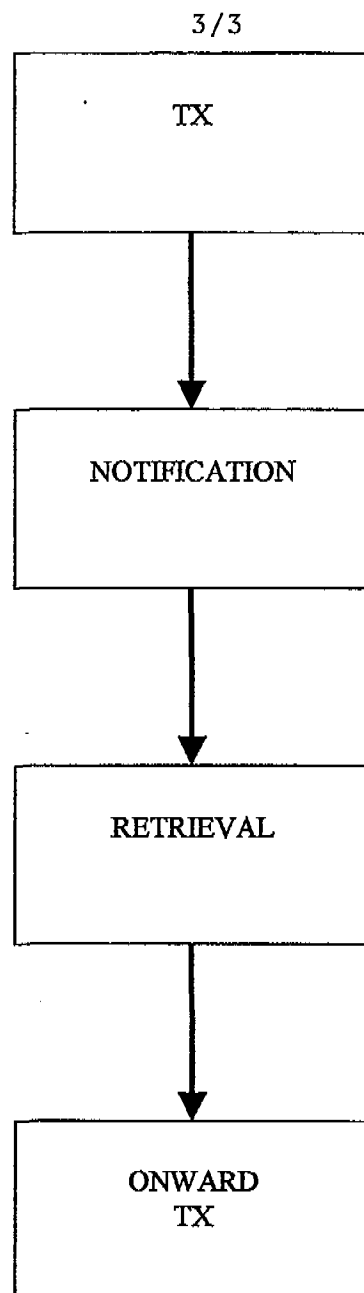 3/3
TX
NOTIFICATION
RETRIEVAL
ONWARD
TX